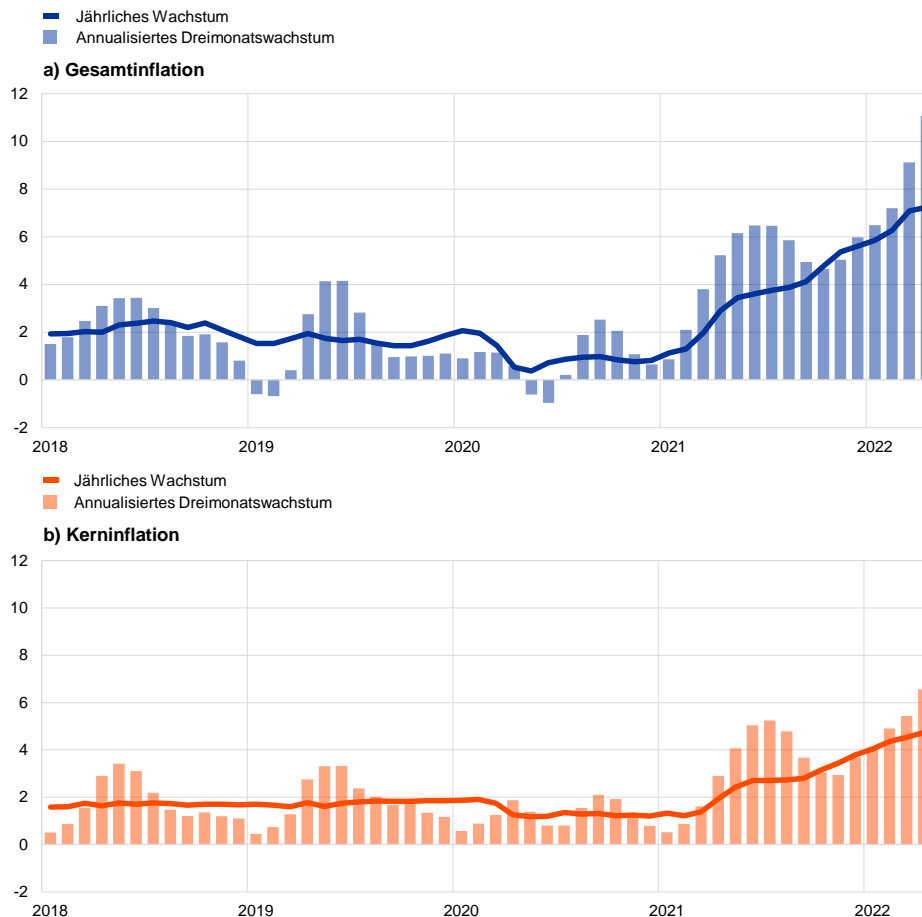 Jährliches Wachstum
Annualisiertes Dreimonatswachstum
a) Gesamtinflation
12
10
8
6
4
2
0
-2
2018 2019 2020 2021 2022
Jährliches Wachstum
Annualisiertes Dreimonatswachstum
b) Kerninflation
12
10
8
6
4
2
0
-2
2018 2019 2020 2021 2022